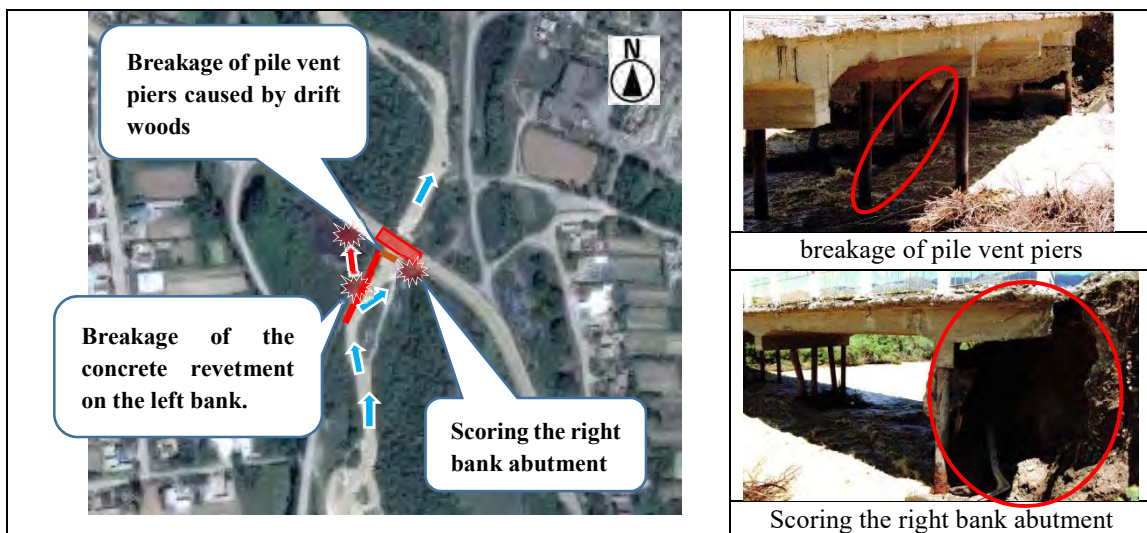 Breakage of pile vent
piers caused by drift
woods
N
Breakage of the
concrete revetment
on the left bank.
Scoring the right
bank abutment
breakage of pile vent piers
Scoring the right bank abutment